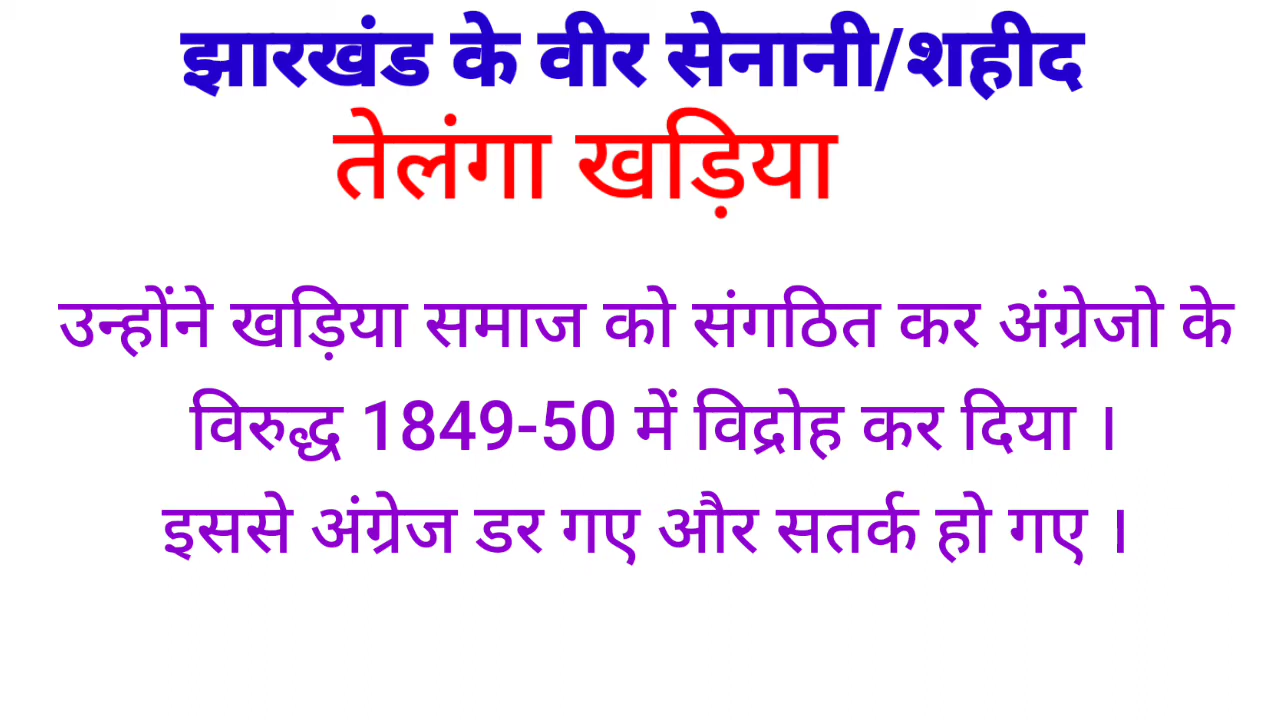 झारखंड के वीर सेनानी/शहीद
तेलंगा खड़िया
उन्होंने खड़िया समाज को संगठित कर अंग्रेजो के
विरुद्ध 1849-50 में विद्रोह कर दिया ।
इससे अंग्रेज डर गए और सतर्क हो गए ।